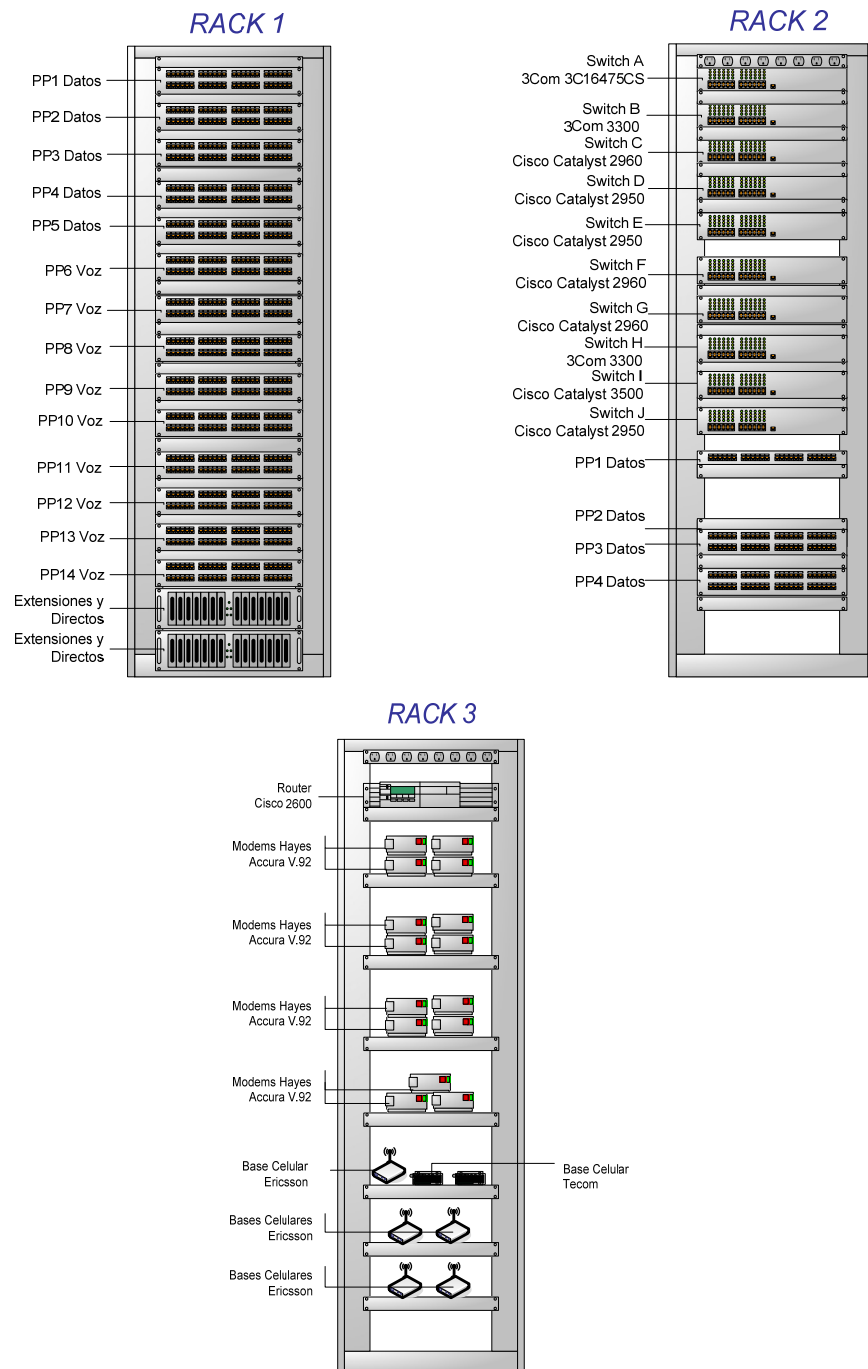 RACK 1
PP1 Datos
PP2 Datos
PP3 Datos
PP4 Datos
PP5 Datos
PP6 Voz
PP7 Voz
PP8 Voz
PP9 Voz
PP10 Voz
PP11 Voz
PP12 Voz
PP13 Voz
PP14 Voz
Extensiones y
Directos
Extensiones y
Directos
RACK 2
Switch A
3Com 3C16475CS
Switch B
3Com 3300
Switch C
Cisco Catalyst 2960
Switch D
Cisco Catalyst 2950
Switch E
Cisco Catalyst 2950
Switch F
Cisco Catalyst 2960
Switch G
Cisco Catalyst 2960
Switch H
3Com 3300
Switch I
Cisco Catalyst 3500
Switch J
Cisco Catalyst 2950
PP1 Datos
PP2 Datos
PP3 Datos
PP4 Datos
RACK 3
Router
Cisco 2600
Modems Hayes
Accura V.92
Modems Hayes
Accura V.92
Modems Hayes
Accura V.92
Modems Hayes
Accura V.92
Base Celular
Ericsson
Base Celular
Tecom
Bases Celulares
Ericsson
Bases Celulares
Ericsson